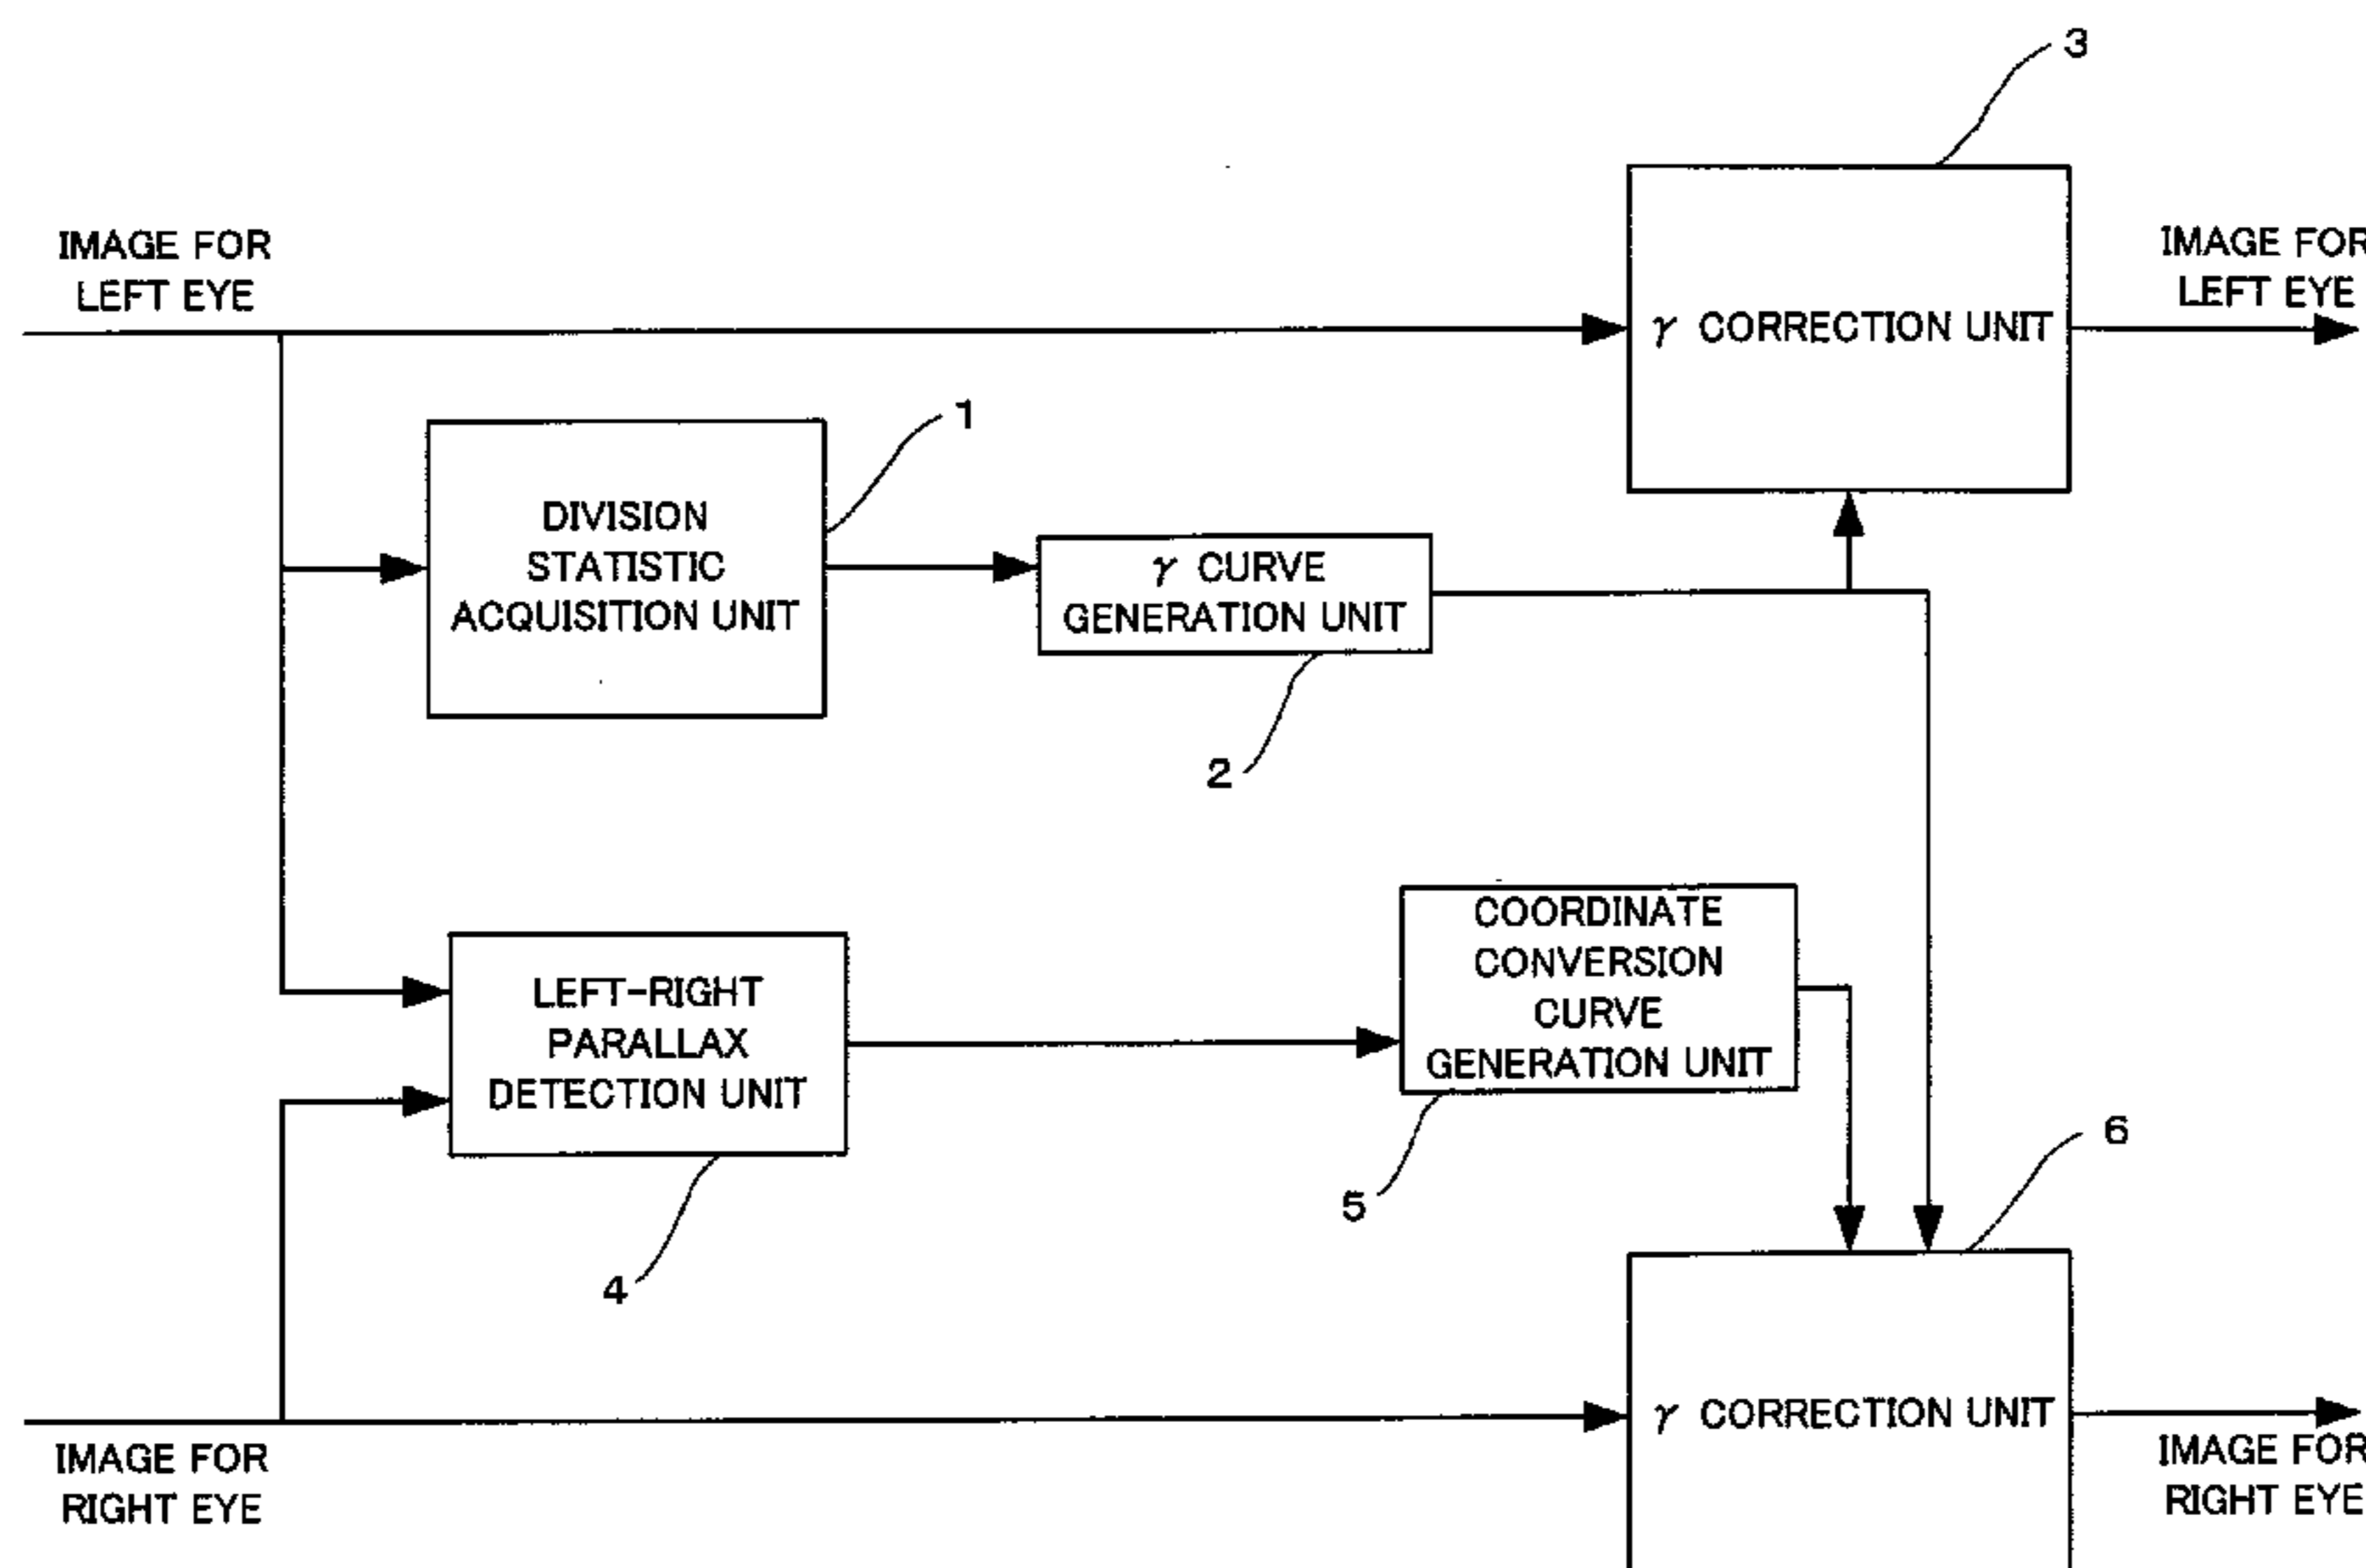 3
IMAGE FOR
LEFT EYE
γ CORRECTION UNIT
IMAGE FOR
LEFT EYE
1
DIVISION
STATISTIC
ACQUISITION UNIT
γ CURVE
GENERATION UNIT
2
COORDINATE
CONVERSION
CURVE
GENERATION UNIT
5
LEFT-RIGHT
PARALLAX
DETECTION UNIT
4
6
γ CORRECTION UNIT
IMAGE FOR
RIGHT EYE
IMAGE FOR
RIGHT EYE